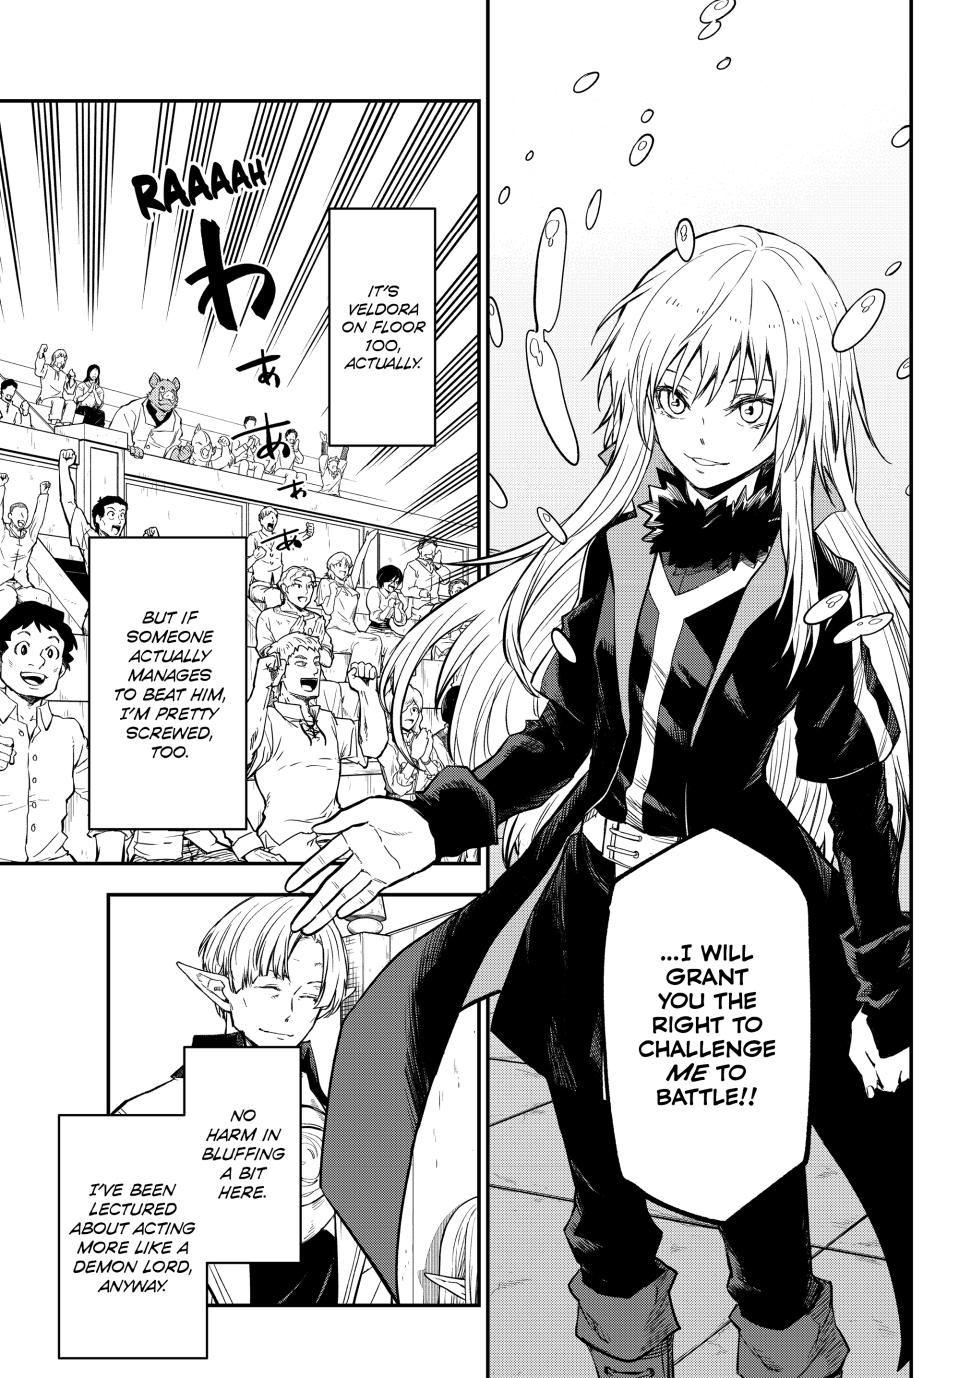 ...I WILL
GRANT
YOU THE
RIGHT TO
CHALLENGE
ME TO
BATTLE!!
RAAAAH
わ
あ
あ
ぁ
ぁ
IT'S
VELDORA
ON FLOOR
100,
ACTUALLY.
BUT IF
SOMEONE
ACTUALLY
MANAGES
TO BEAT HIM,
I'M PRETTY
SCREWED,
TOO.
NO
HARM IN
BLUFFING
A BIT
HERE.
I'VE BEEN
LECTURED
ABOUT ACTING
MORE LIKE A
DEMON LORD,
ANYWAY.